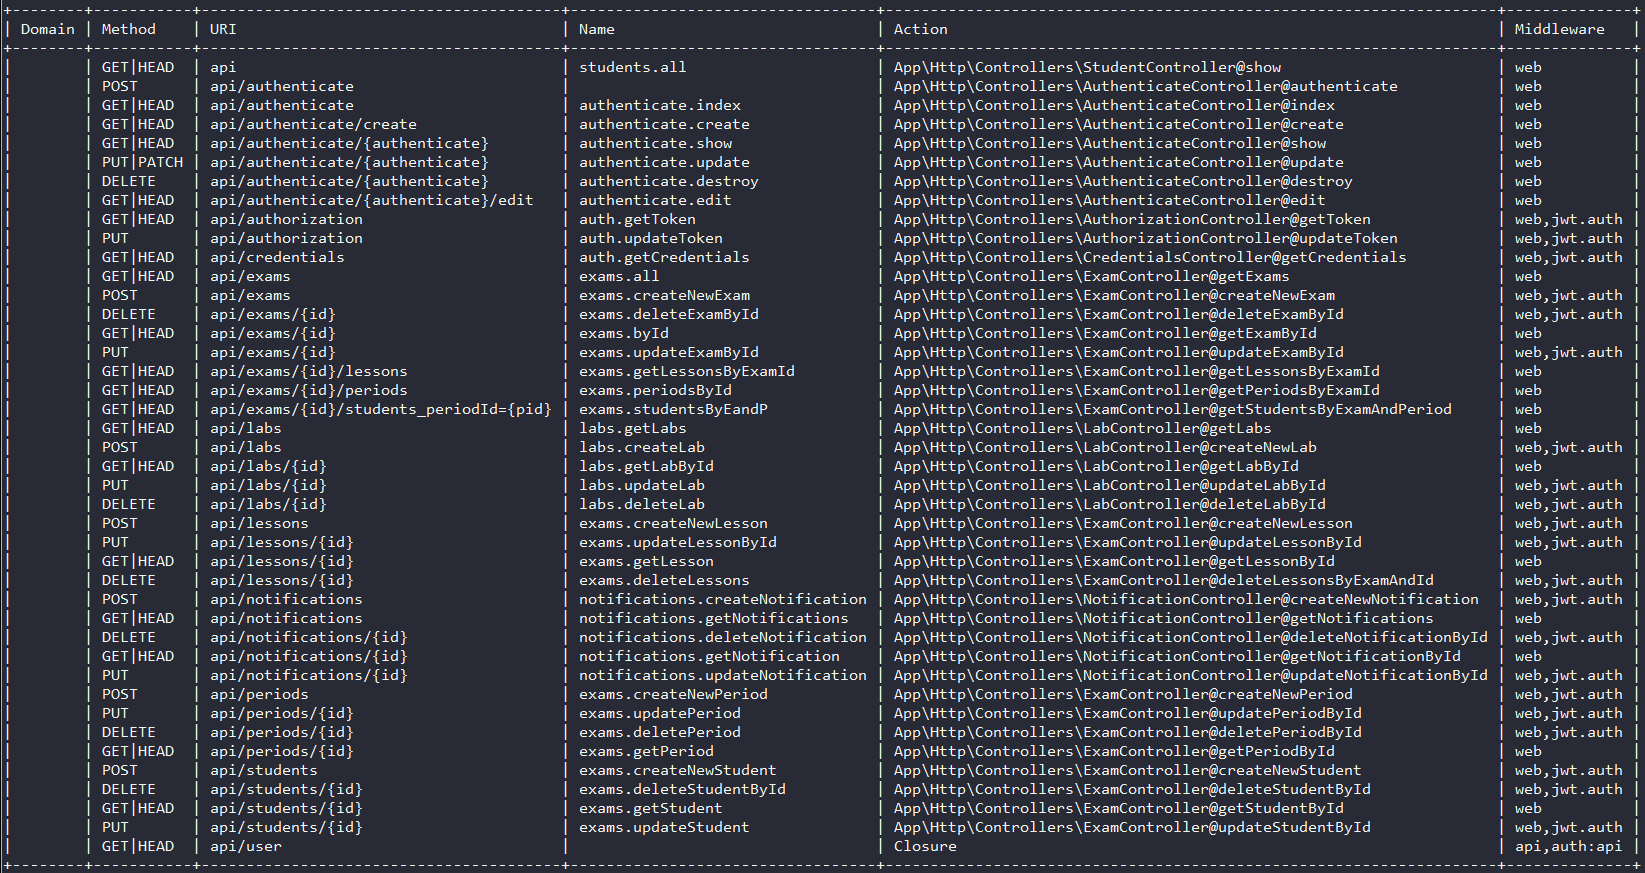 +--------+-----------+----------------------------------------+----------------------------------+--------------------------------------------------------------------+--------------+
| Domain | Method    | URI                                    | Name                             | Action                                                             | Middleware   |
+--------+-----------+----------------------------------------+----------------------------------+--------------------------------------------------------------------+--------------+
|        | GET|HEAD  | api                                    | students.all                     | App\Http\Controllers\StudentController@show                        | web          |
|        | POST      | api/authenticate                       |                                  | App\Http\Controllers\AuthenticateController@authenticate           | web          |
|        | GET|HEAD  | api/authenticate                       | authenticate.index               | App\Http\Controllers\AuthenticateController@index                  | web          |
|        | GET|HEAD  | api/authenticate/create                | authenticate.create              | App\Http\Controllers\AuthenticateController@create                 | web          |
|        | GET|HEAD  | api/authenticate/{authenticate}        | authenticate.show                | App\Http\Controllers\AuthenticateController@show                   | web          |
|        | PUT|PATCH | api/authenticate/{authenticate}        | authenticate.update              | App\Http\Controllers\AuthenticateController@update                 | web          |
|        | DELETE    | api/authenticate/{authenticate}        | authenticate.destroy             | App\Http\Controllers\AuthenticateController@destroy                | web          |
|        | GET|HEAD  | api/authenticate/{authenticate}/edit   | authenticate.edit                | App\Http\Controllers\AuthenticateController@edit                   | web          |
|        | GET|HEAD  | api/authorization                      | auth.getToken                    | App\Http\Controllers\AuthorizationController@getToken              | web,jwt.auth |
|        | PUT       | api/authorization                      | auth.updateToken                 | App\Http\Controllers\AuthorizationController@updateToken           | web,jwt.auth |
|        | GET|HEAD  | api/credentials                        | auth.getCredentials              | App\Http\Controllers\CredentialsController@getCredentials          | web,jwt.auth |
|        | GET|HEAD  | api/exams                              | exams.all                        | App\Http\Controllers\ExamController@getExams                       | web          |
|        | POST      | api/exams                              | exams.createNewExam              | App\Http\Controllers\ExamController@createNewExam                  | web,jwt.auth |
|        | DELETE    | api/exams/{id}                         | exams.deleteExamById             | App\Http\Controllers\ExamController@deleteExamById                 | web,jwt.auth |
|        | GET|HEAD  | api/exams/{id}                         | exams.byId                       | App\Http\Controllers\ExamController@getExamById                    | web          |
|        | PUT       | api/exams/{id}                         | exams.updateExamById             | App\Http\Controllers\ExamController@updateExamById                 | web,jwt.auth |
|        | GET|HEAD  | api/exams/{id}/lessons                 | exams.getLessonsByExamId         | App\Http\Controllers\ExamController@getLessonsByExamId             | web          |
|        | GET|HEAD  | api/exams/{id}/periods                 | exams.periodsById                | App\Http\Controllers\ExamController@getPeriodsByExamId             | web          |
|        | GET|HEAD  | api/exams/{id}/students_periodId={pid} | exams.studentsByEandP            | App\Http\Controllers\ExamController@getStudentsByExamAndPeriod     | web          |
|        | GET|HEAD  | api/labs                               | labs.getLabs                     | App\Http\Controllers\LabController@getLabs                         | web          |
|        | POST      | api/labs                               | labs.createLab                   | App\Http\Controllers\LabController@createNewLab                    | web,jwt.auth |
|        | GET|HEAD  | api/labs/{id}                          | labs.getLabById                  | App\Http\Controllers\LabController@getLabById                      | web          |
|        | PUT       | api/labs/{id}                          | labs.updateLab                   | App\Http\Controllers\LabController@updateLabById                   | web,jwt.auth |
|        | DELETE    | api/labs/{id}                          | labs.deleteLab                   | App\Http\Controllers\LabController@deleteLabById                   | web,jwt.auth |
|        | POST      | api/lessons                            | exams.createNewLesson            | App\Http\Controllers\ExamController@createNewLesson                | web,jwt.auth |
|        | PUT       | api/lessons/{id}                       | exams.updateLessonById           | App\Http\Controllers\ExamController@updateLessonById               | web,jwt.auth |
|        | GET|HEAD  | api/lessons/{id}                       | exams.getLesson                  | App\Http\Controllers\ExamController@getLessonById                  | web          |
|        | DELETE    | api/lessons/{id}                       | exams.deleteLessons              | App\Http\Controllers\ExamController@deleteLessonsByExamAndId       | web,jwt.auth |
|        | POST      | api/notifications                      | notifications.createNotification | App\Http\Controllers\NotificationController@createNewNotification  | web,jwt.auth |
|        | GET|HEAD  | api/notifications                      | notifications.getNotifications   | App\Http\Controllers\NotificationController@getNotifications       | web          |
|        | DELETE    | api/notifications/{id}                 | notifications.deleteNotification | App\Http\Controllers\NotificationController@deleteNotificationById | web,jwt.auth |
|        | GET|HEAD  | api/notifications/{id}                 | notifications.getNotification    | App\Http\Controllers\NotificationController@getNotificationById    | web          |
|        | PUT       | api/notifications/{id}                 | notifications.updateNotification | App\Http\Controllers\NotificationController@updateNotificationById | web,jwt.auth |
|        | POST      | api/periods                            | exams.createNewPeriod            | App\Http\Controllers\ExamController@createNewPeriod                | web,jwt.auth |
|        | PUT       | api/periods/{id}                       | exams.updatePeriod               | App\Http\Controllers\ExamController@updatePeriodById               | web,jwt.auth |
|        | DELETE    | api/periods/{id}                       | exams.deletePeriod               | App\Http\Controllers\ExamController@deletePeriodById               | web,jwt.auth |
|        | GET|HEAD  | api/periods/{id}                       | exams.getPeriod                  | App\Http\Controllers\ExamController@getPeriodById                  | web          |
|        | POST      | api/students                           | exams.createNewStudent           | App\Http\Controllers\ExamController@createNewStudent               | web,jwt.auth |
|        | DELETE    | api/students/{id}                      | exams.deleteStudentById          | App\Http\Controllers\ExamController@deleteStudentById              | web,jwt.auth |
|        | GET|HEAD  | api/students/{id}                      | exams.getStudent                 | App\Http\Controllers\ExamController@getStudentById                 | web          |
|        | PUT       | api/students/{id}                      | exams.updateStudent              | App\Http\Controllers\ExamController@updateStudentById              | web,jwt.auth |
|        | GET|HEAD  | api/user                               |                                  | Closure                                                            | api,auth:api |
+--------+-----------+----------------------------------------+----------------------------------+--------------------------------------------------------------------+--------------+